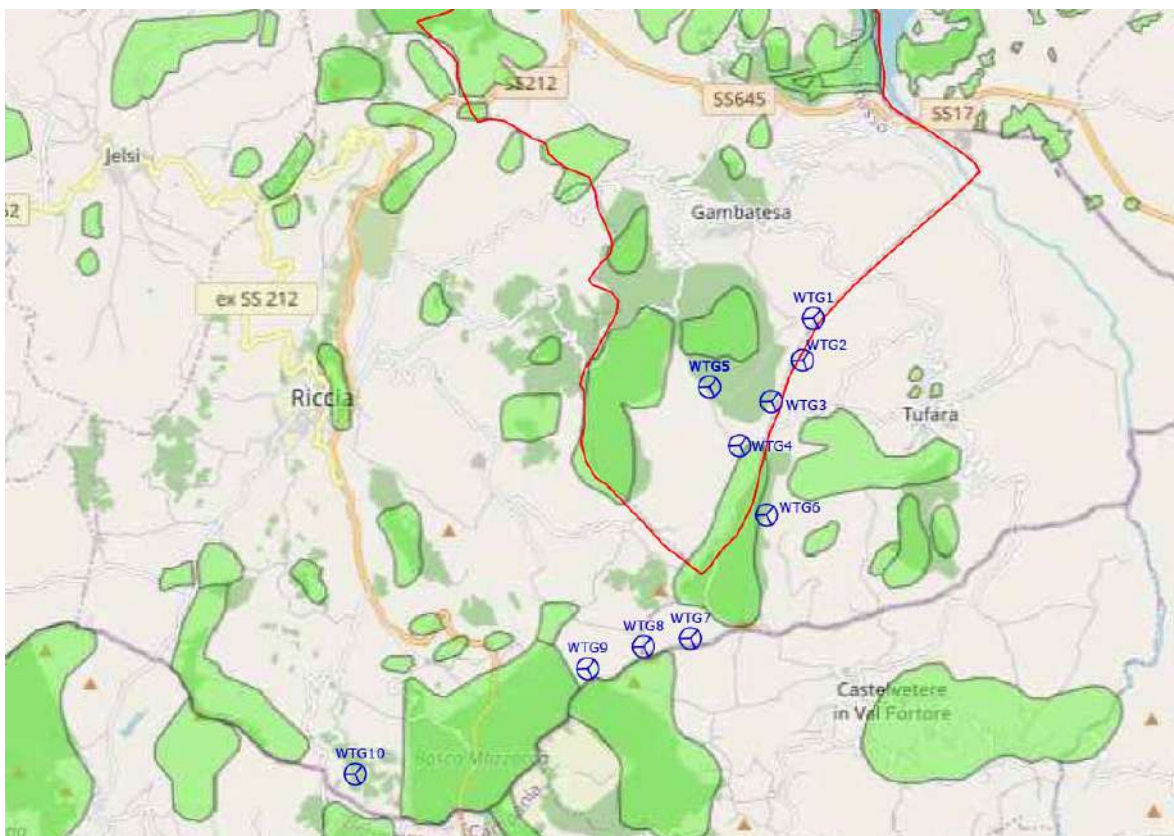 SS212
SS645
SS17
Jelsi
62
Gambatesa
ex SS 212
WTG1
WTG2
WTG5
Riccia
WTG3
Tufara
WTG4
WTG6
WTG7
WTG8
WTG9
Castelvetere
in Val Fortore
WTG10
Bosco Mazzocca